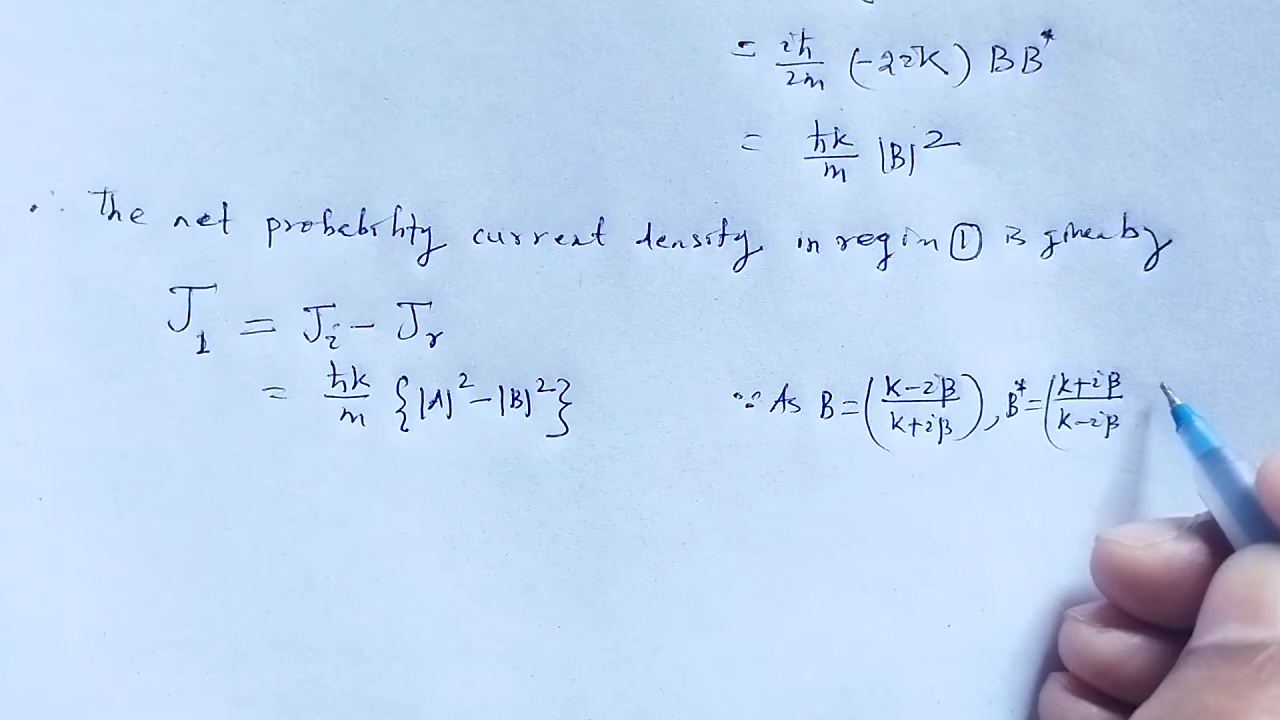 = iħ/2m (-2ik) BB*
= ħk/m |B|²
∴ The net probability current density in region ① is given by
J₁ = Jᵢ - Jᵣ
= ħk/m {|A|² - |B|²} ∵ As B = (k-iβ/k+iβ), B* = (k+iβ/k-iβ